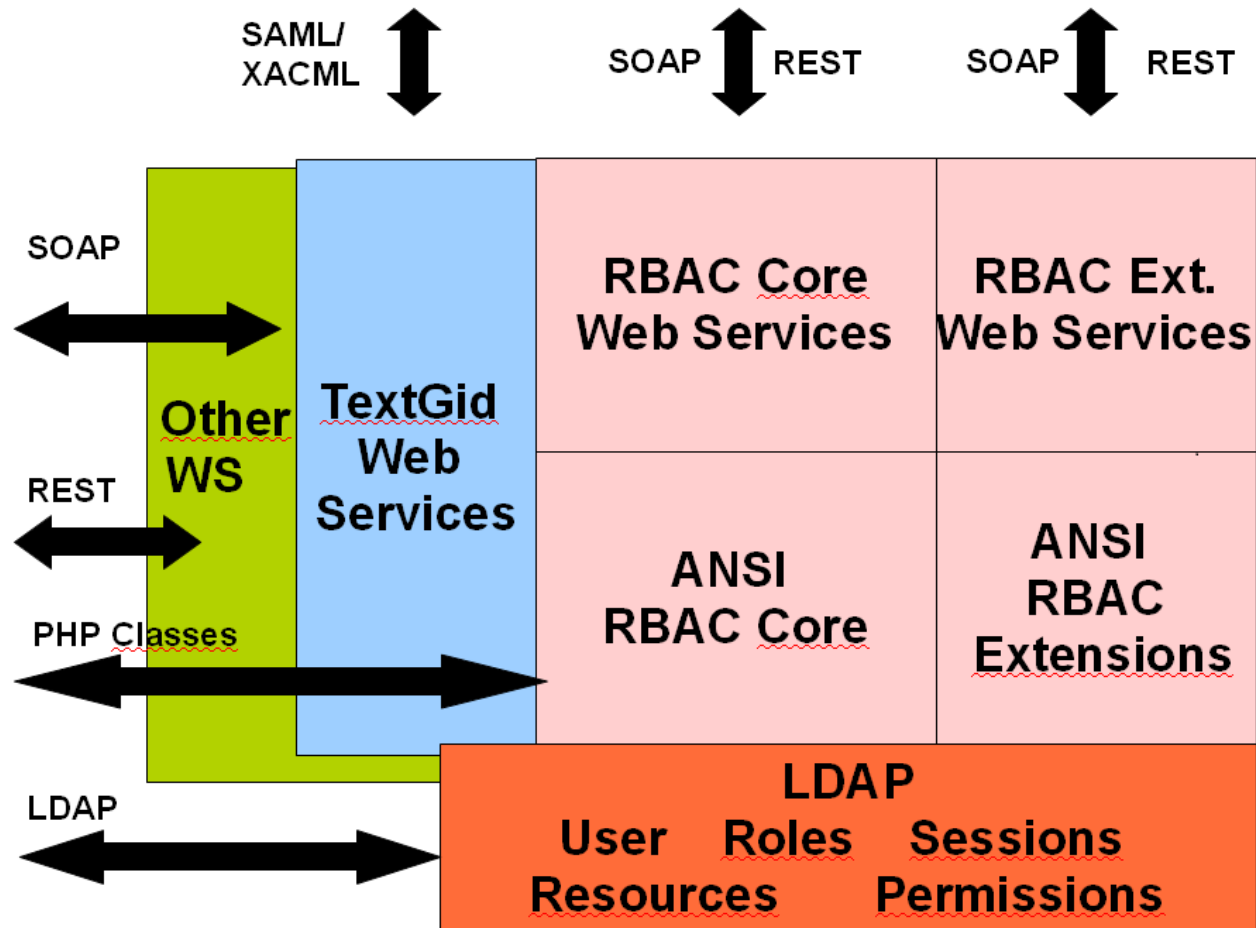 SAML/
XACML
SOAP
REST
SOAP
REST
SOAP
REST
PHP Classes
LDAP
Other
WS
TextGid
Web
Services
RBAC Core
Web Services
RBAC Ext.
Web Services
ANSI
RBAC Core
ANSI
RBAC
Extensions
LDAP
User Roles Sessions
Resources Permissions